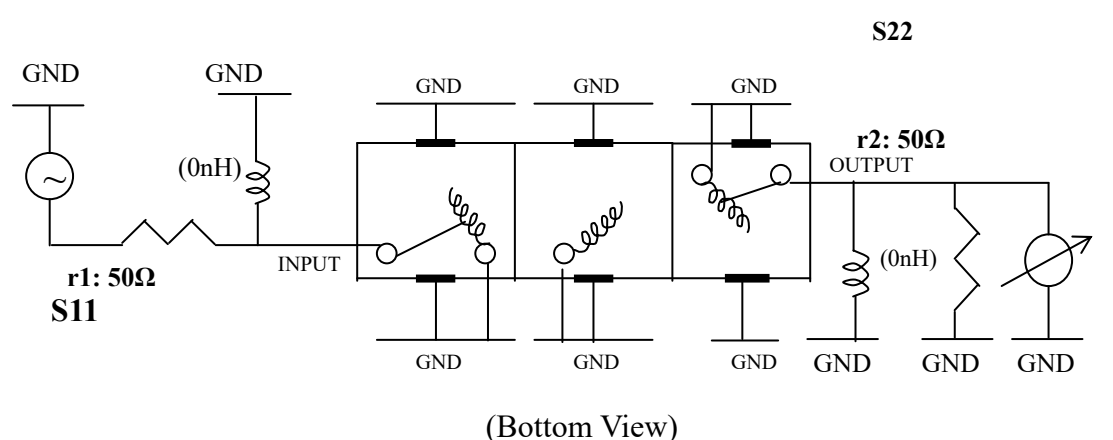 S22
GND
GND
GND
GND
GND
r2: 50Ω
OUTPUT
(0nH)
INPUT
(0nH)
r1: 50Ω
S11
GND
GND
GND
GND
GND
GND
(Bottom View)